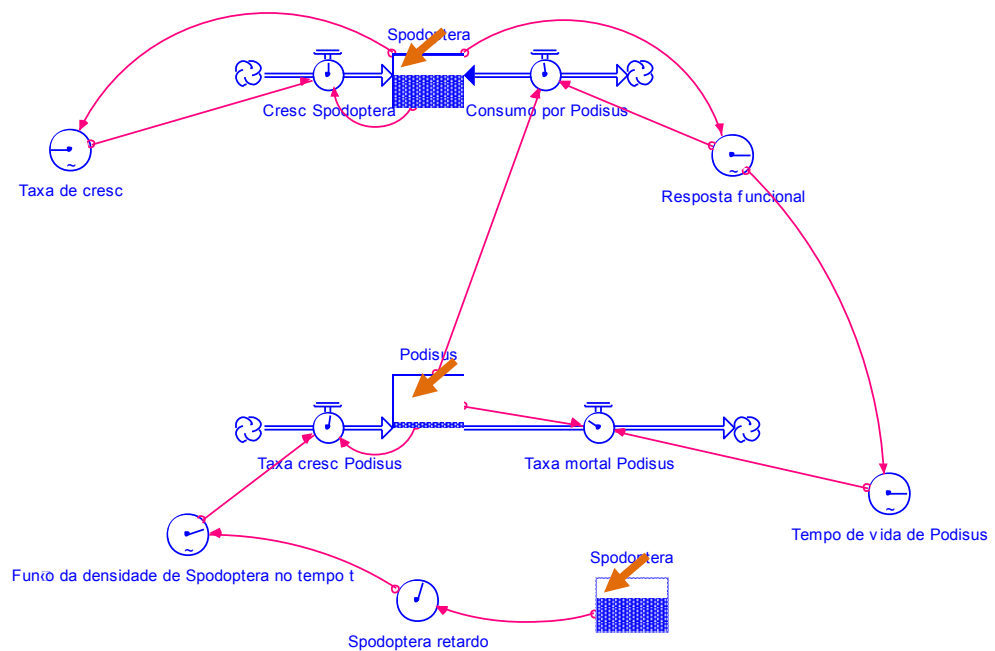 Spodoptera
Cresc Spodoptera
Consumo por Podisus
Taxa de cresc
Resposta funcional
Podisus
Taxa cresc Podisus
Taxa mortal Podisus
Tempo de vida de Podisus
Spodoptera
da densidade de Spodoptera no tempo t
Spodoptera retardo